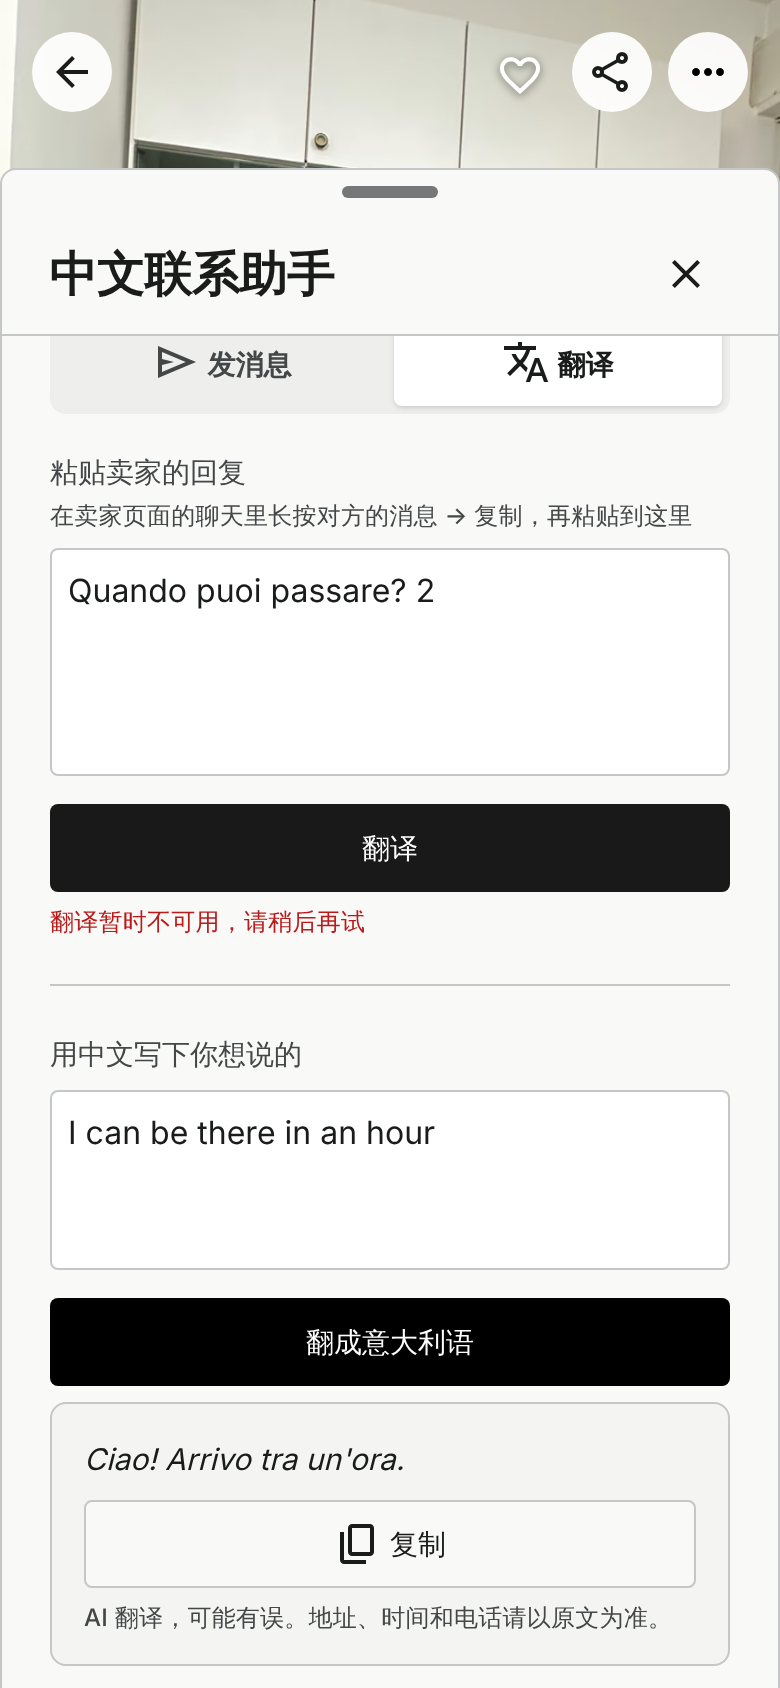 中文联系助手
发消息
翻译
粘贴卖家的回复
在卖家页面的聊天里长按对方的消息 → 复制，再粘贴到这里
Quando puoi passare? 2
翻译
翻译暂时不可用，请稍后再试
用中文写下你想说的
I can be there in an hour
翻成意大利语
Ciao! Arrivo tra un'ora.
复制
AI 翻译，可能有误。地址、时间和电话请以原文为准。